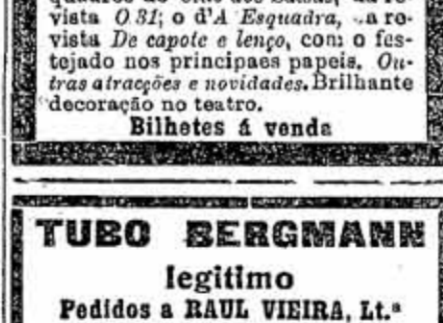 vista O 31; o d'A Esquadra, a re-
vista De capote e lenço, com o fes-
tejado nos principaes papeis. Ou-
tras atracções e novidades. Brilhante
decoração no teatro.
Bilhetes á venda
TUBO BERGMANN
legitimo
Pedidos a RAUL VIEIRA, Lt.ª